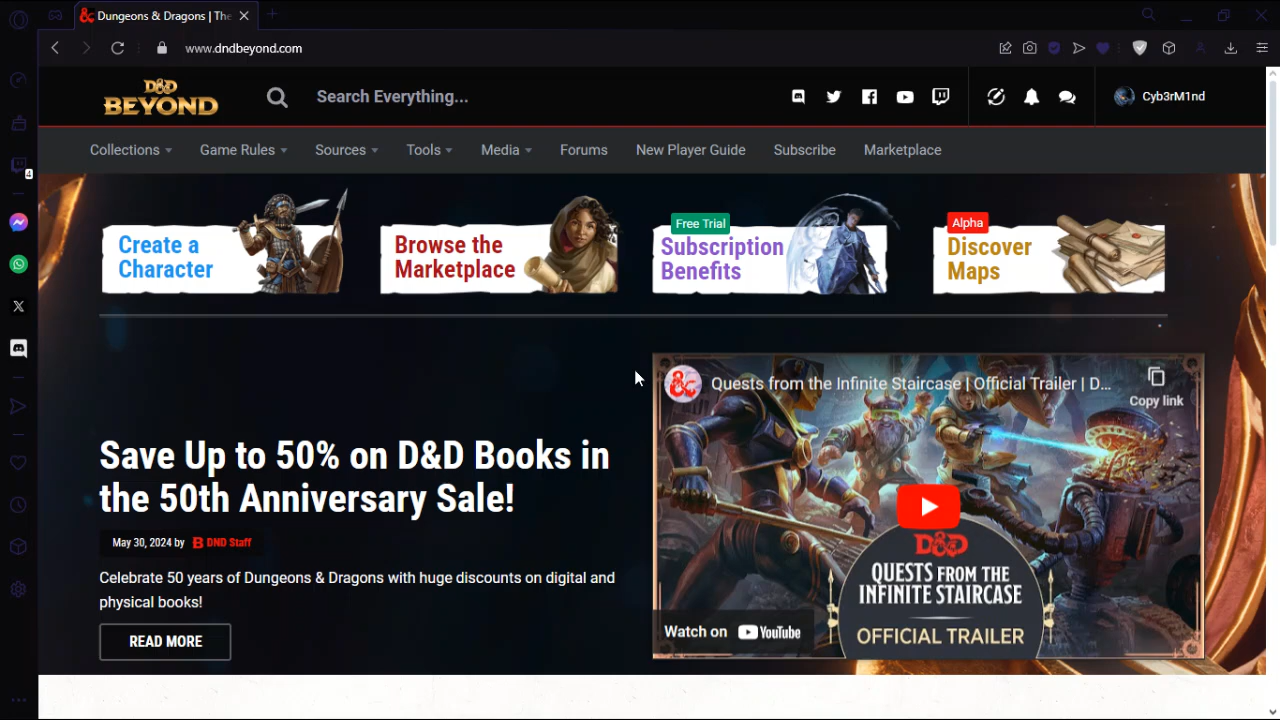 Dungeons & Dragons | The
www.dndbeyond.com
4
D&D
BEYOND
Search Everything...
Cyb3rM1nd
Collections
Game Rules
Sources
Tools
Media
Forums
New Player Guide
Subscribe
Marketplace
Create a
Character
Browse the
Marketplace
Free Trial
Subscription
Benefits
Alpha
Discover
Maps
Quests from the Infinite Staircase | Official Trailer | D...
Copy link
Save Up to 50% on D&D Books in
the 50th Anniversary Sale!
May 30, 2024 by B DND Staff
Celebrate 50 years of Dungeons & Dragons with huge discounts on digital and
physical books!
READ MORE
D&D
QUESTS FROM THE
INFINITE STAIRCASE
OFFICIAL TRAILER
Watch on YouTube